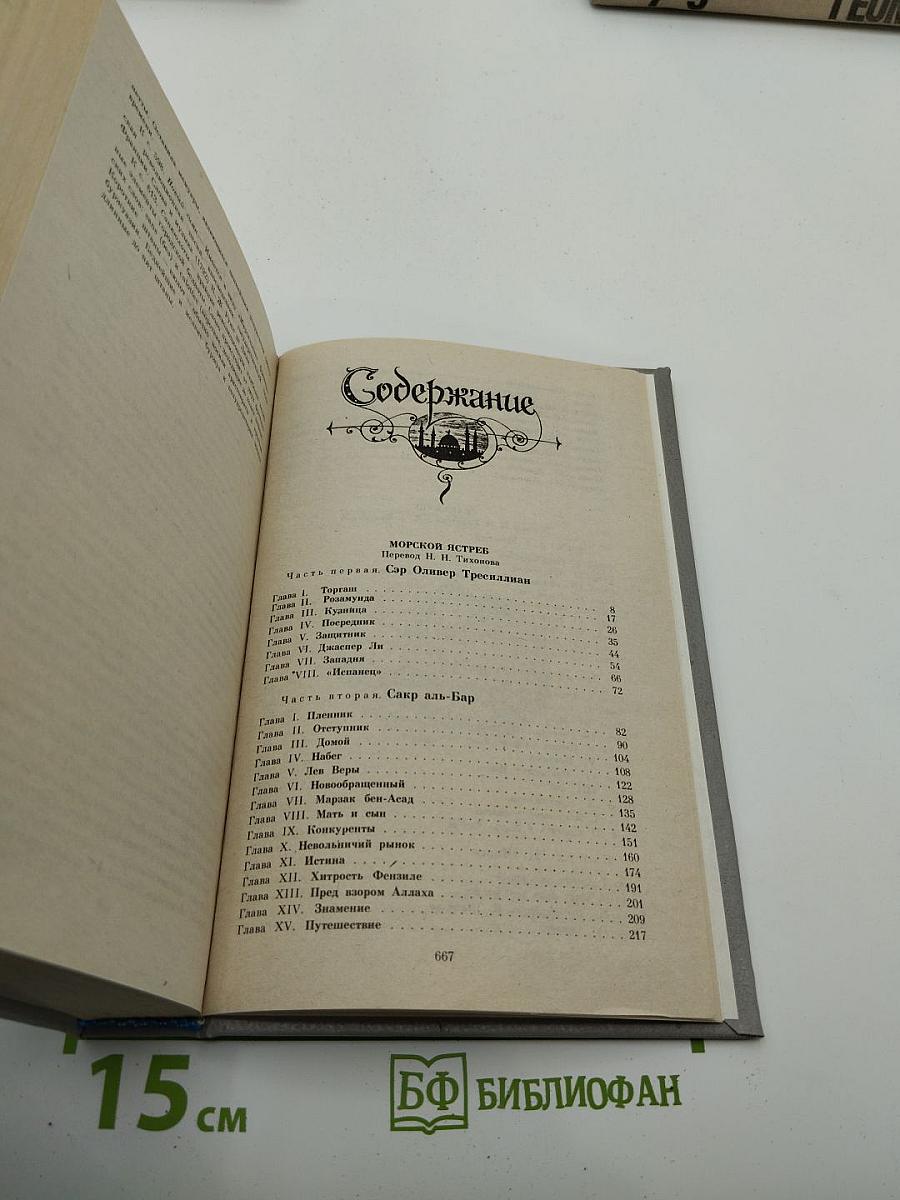 Содержание
МОРСКОЙ ЯСТРЕБ
Перевод Н. Н. Тихонова
Часть первая. Сэр Оливер Тресиллиан
Глава I. Торгаш 8
Глава II. Розамунда 17
Глава III. Кузница 26
Глава IV. Посредник 35
Глава V. Защитник 44
Глава VI. Джаспер Ли 54
Глава VII. Западня 66
Глава VIII. «Испанец» 72
Часть вторая. Сакр аль-Бар
Глава I. Пленник 82
Глава II. Отступник 90
Глава III. Домой 104
Глава IV. Набег 108
Глава V. Лев Веры 122
Глава VI. Новообращенный 128
Глава VII. Марзак бен-Асад 135
Глава VIII. Мать и сын 142
Глава IX. Конкуренты 151
Глава X. Невольничий рынок 160
Глава XI. Истина 174
Глава XII. Хитрость Фензиле 191
Глава XIII. Пред взором Аллаха 201
Глава XIV. Знамение 209
Глава XV. Путешествие 217
667
15 см
БФ БИБЛИОФАН